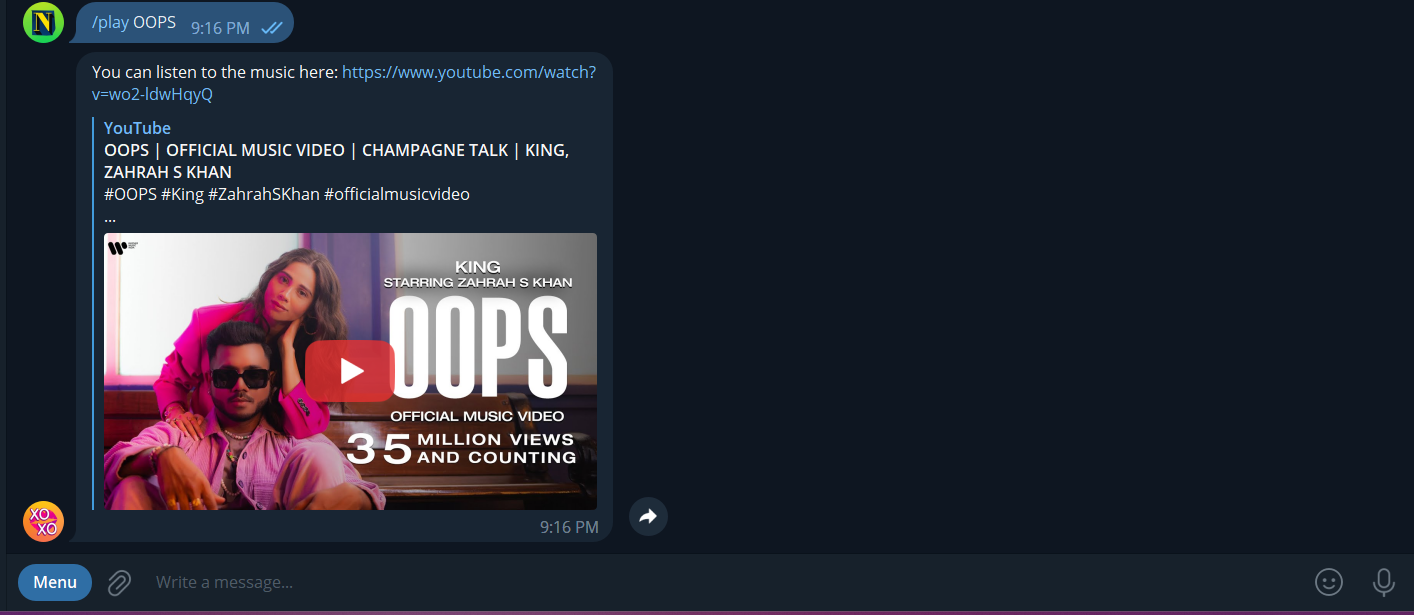 N
/play OOPS 9:16 PM
You can listen to the music here: https://www.youtube.com/watch?
v=wo2-ldwHqyQ
YouTube
OOPS | OFFICIAL MUSIC VIDEO | CHAMPAGNE TALK | KING,
ZAHRAH S KHAN
#OOPS #King #ZahrahSKhan #officialmusicvideo
...
KING
STARRING ZAHRAH S KHAN
OOPS
OFFICIAL MUSIC VIDEO
35 MILLION VIEWS
AND COUNTING
XO
XO
9:16 PM
Menu
Write a message...